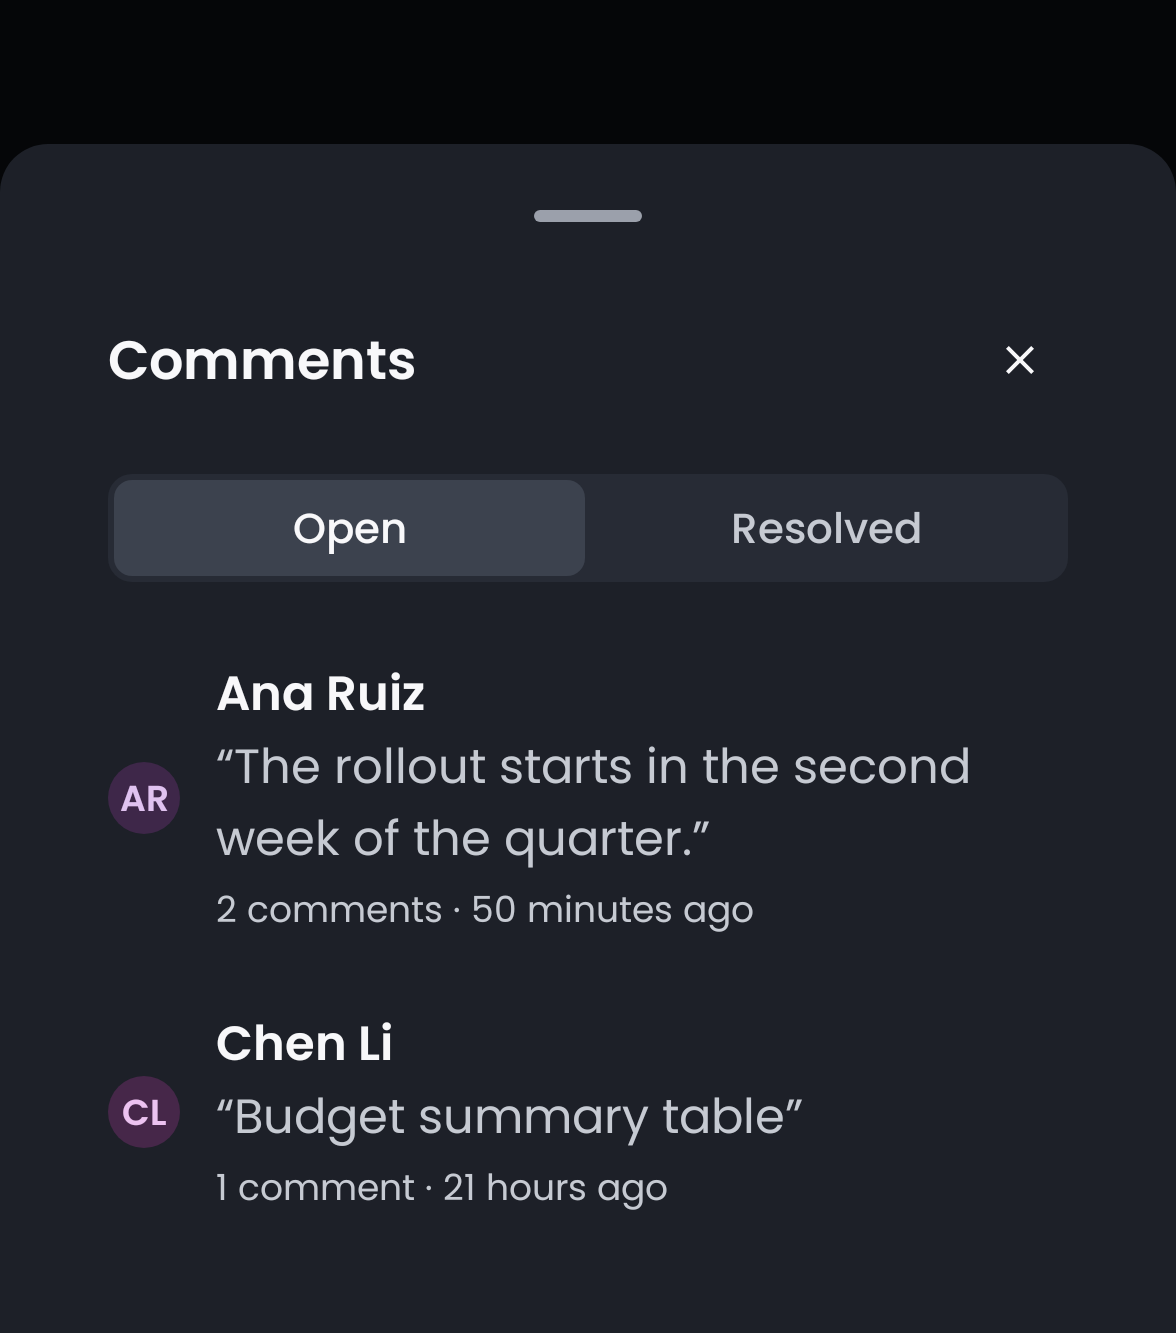 Comments
Open
Resolved
Ana Ruiz
AR
“The rollout starts in the second
week of the quarter.”
2 comments · 50 minutes ago
Chen Li
CL
“Budget summary table”
1 comment · 21 hours ago